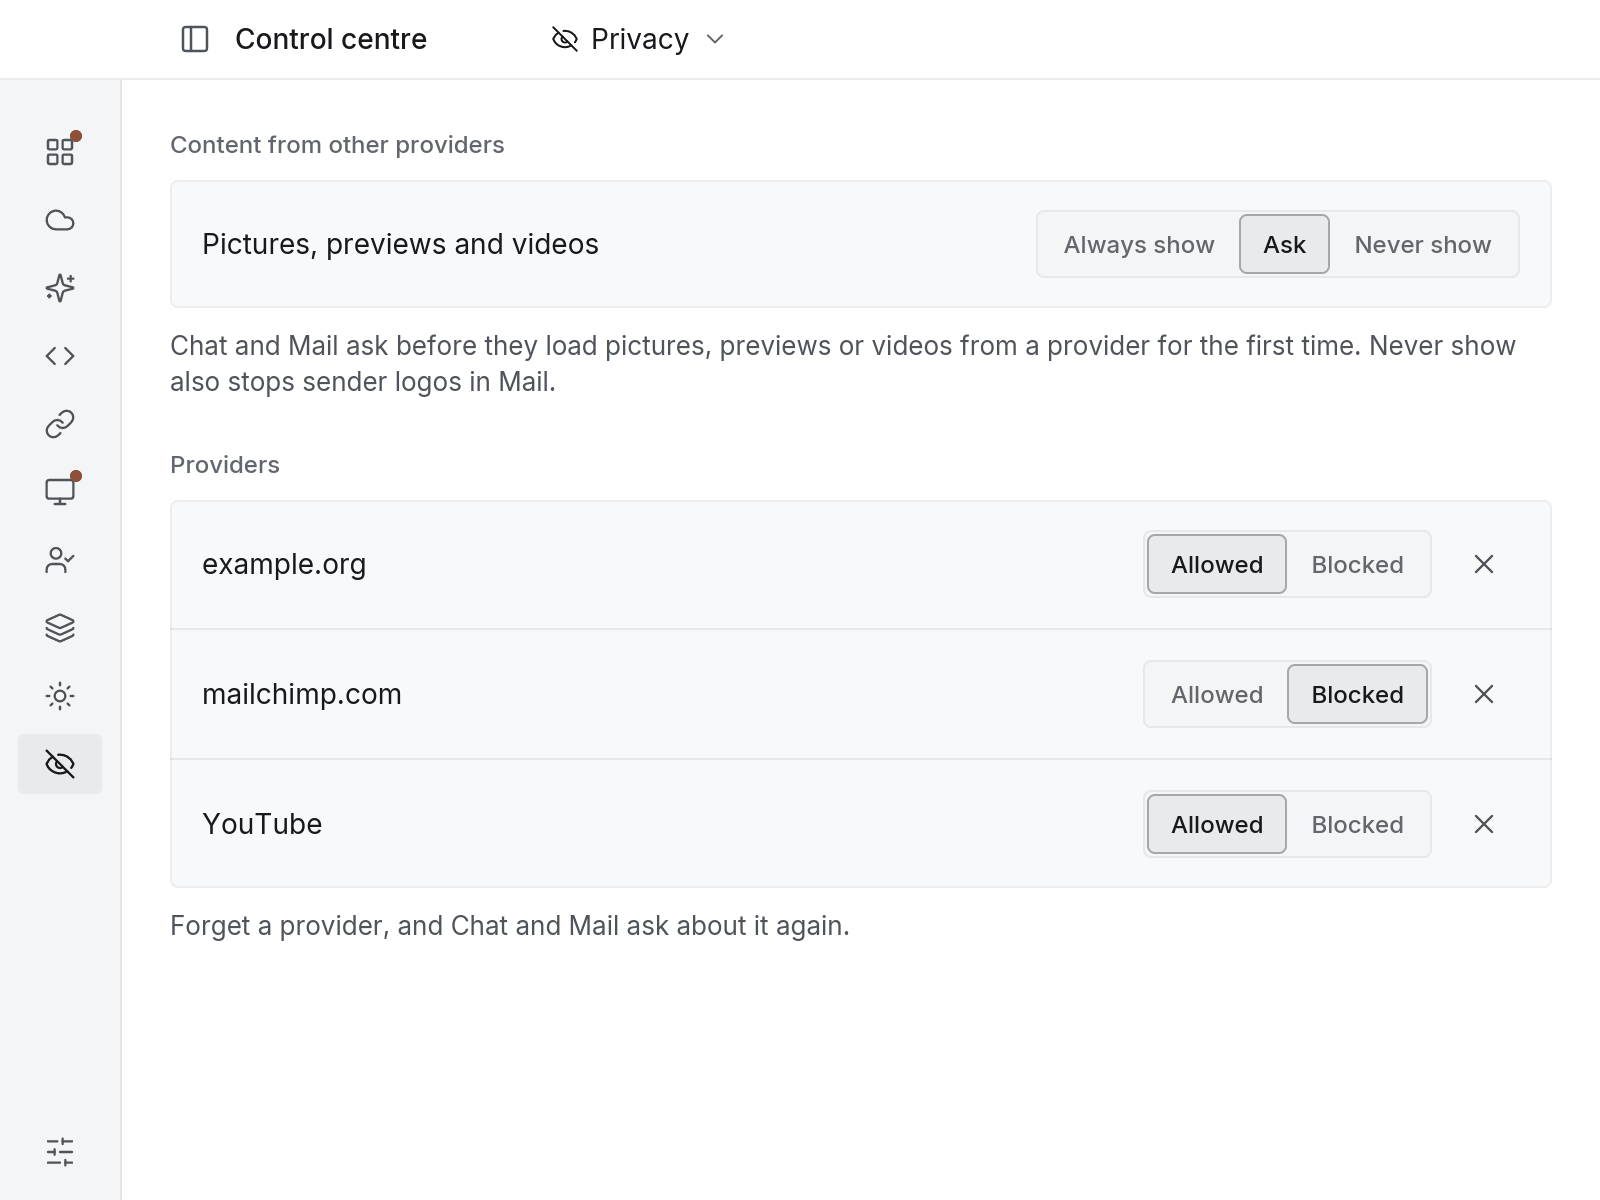 Control centre
Privacy
Content from other providers
Pictures, previews and videos
Always show
Ask
Never show
Chat and Mail ask before they load pictures, previews or videos from a provider for the first time. Never show
also stops sender logos in Mail.
Providers
example.org
Allowed
Blocked
mailchimp.com
Allowed
Blocked
YouTube
Allowed
Blocked
Forget a provider, and Chat and Mail ask about it again.